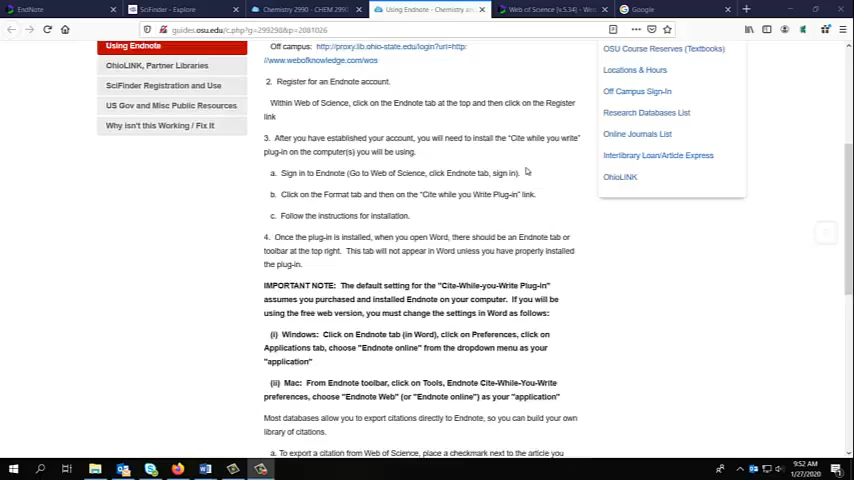 EndNote
SciFinder - Explore
Chemistry 2990 - CHEM 2990
Using Endnote - Chemistry an
Web of Science [v.5.34] - Web
Google
guides.osu.edu/c.php?g=299298&p=2081026
Using Endnote
OhioLINK, Partner Libraries
SciFinder Registration and Use
US Gov and Misc Public Resources
Why isn't this Working / Fix It
Off campus: http://proxy.lib.ohio-state.edu/login?url=http:
//www.webofknowledge.com/wos
2. Register for an Endnote account.
Within Web of Science, click on the Endnote tab at the top and then click on the Register
link
3. After you have established your account, you will need to install the "Cite while you write"
plug-in on the computer(s) you will be using.
a. Sign in to Endnote (Go to Web of Science, click Endnote tab, sign in).
b. Click on the Format tab and then on the "Cite while you Write Plug-in" link.
c. Follow the instructions for installation.
4. Once the plug-in is installed, when you open Word, there should be an Endnote tab or
toolbar at the top right. This tab will not appear in Word unless you have properly installed
the plug-in.
IMPORTANT NOTE: The default setting for the "Cite-While-you-Write Plug-in"
assumes you purchased and installed Endnote on your computer. If you will be
using the free web version, you must change the settings in Word as follows:
(i) Windows: Click on Endnote tab (in Word), click on Preferences, click on
Applications tab, choose "Endnote online" from the dropdown menu as your
"application"
(ii) Mac: From Endnote toolbar, click on Tools, Endnote Cite-While-You-Write
preferences, choose "Endnote Web" (or "Endnote online") as your "application"
Most databases allow you to export citations directly to Endnote, so you can build your own
library of citations.
a. To export a citation from Web of Science, place a checkmark next to the article you
OSU Course Reserves (Textbooks)
Locations & Hours
Off Campus Sign-In
Research Databases List
Online Journals List
Interlibrary Loan/Article Express
OhioLINK
9:52 AM
1/27/2020